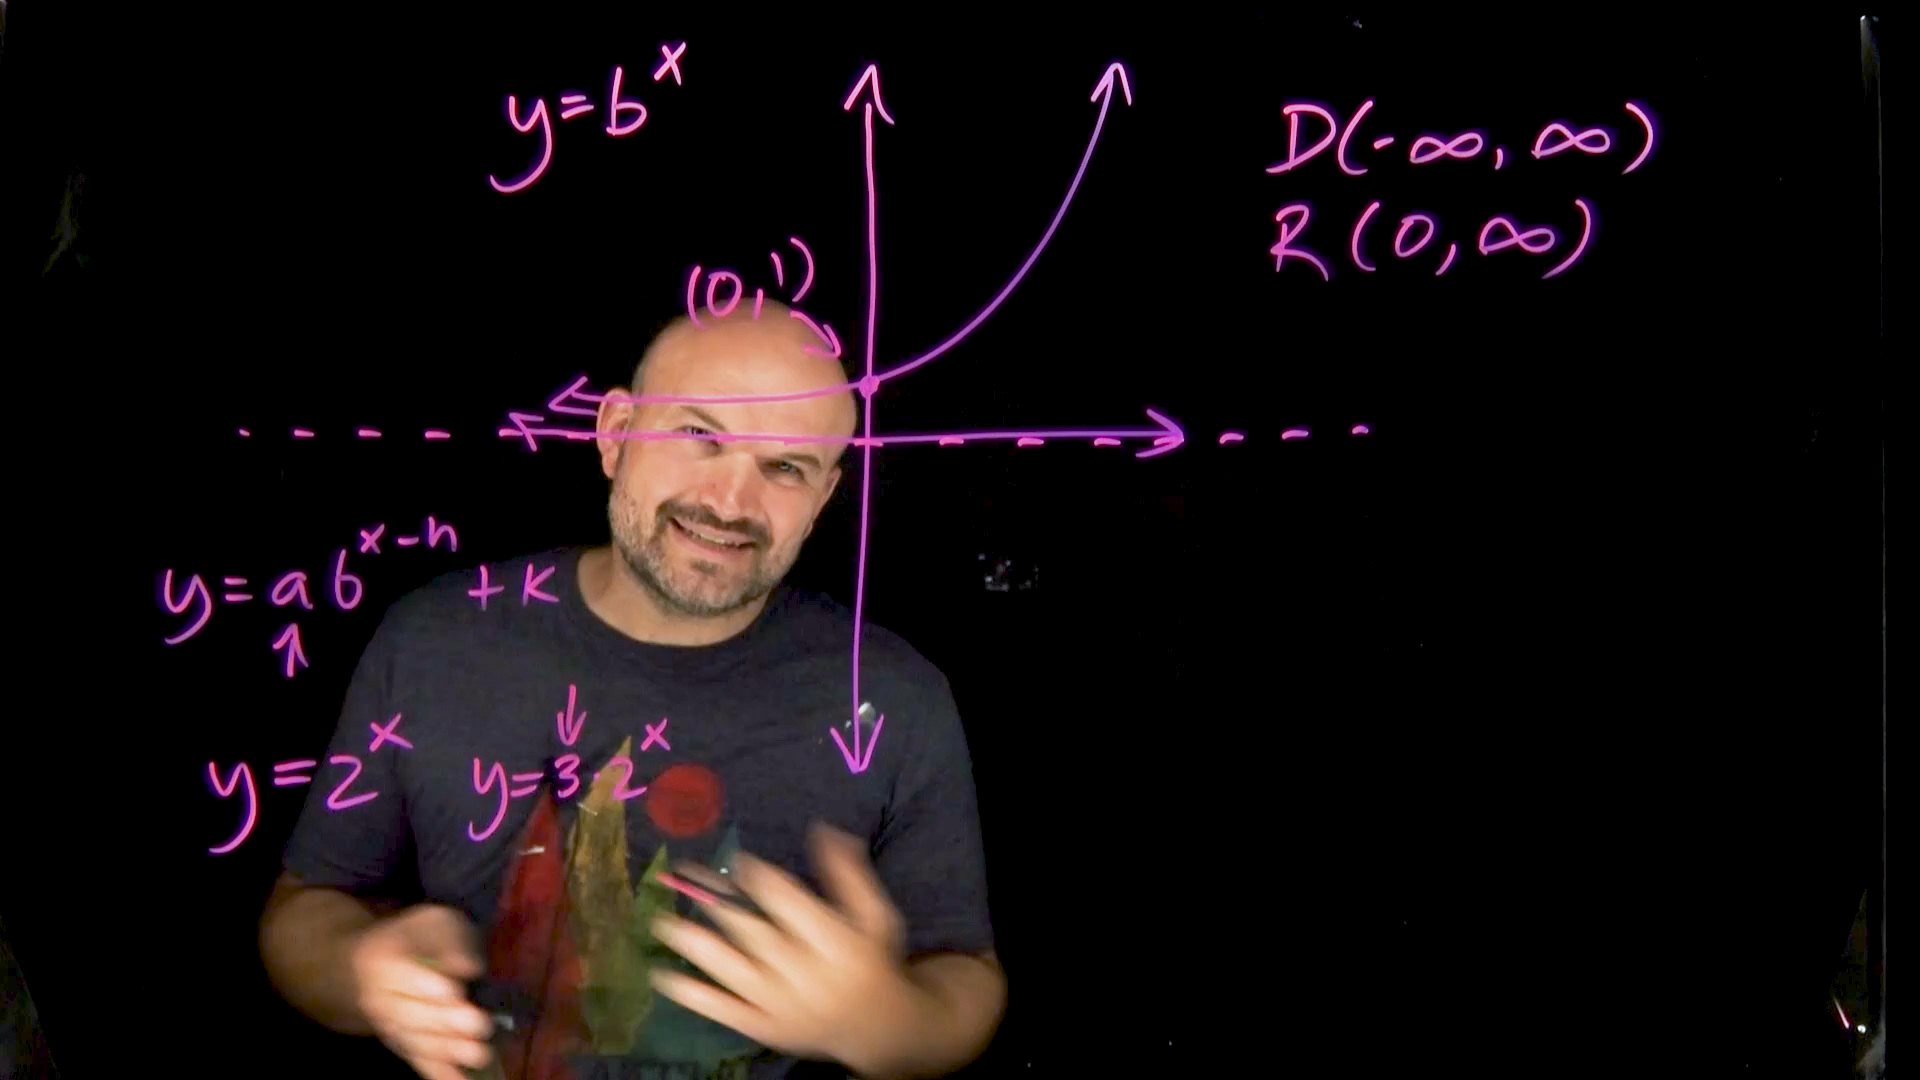 y=b^x
D(-∞, ∞)
R(0, ∞)
(0, 1)
y=ab^{x-h} +k
y=2^x
y=3·2^x